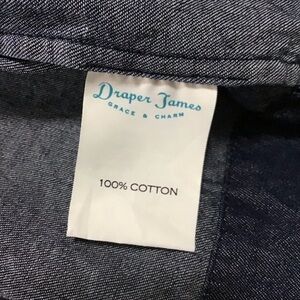 Draper James
GRACE & CHARM
100% COTTON